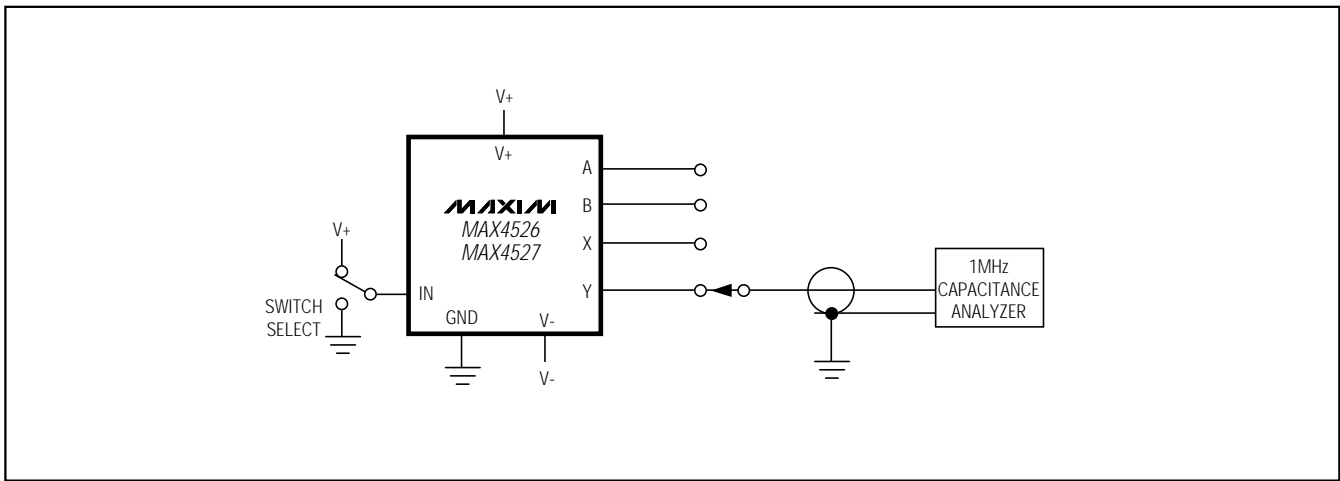 V+
V+
A
MAXIM
B
MAX4526
MAX4527
X
V+
IN
Y
SWITCH
SELECT
GND
V-
V-
1MHz
CAPACITANCE
ANALYZER